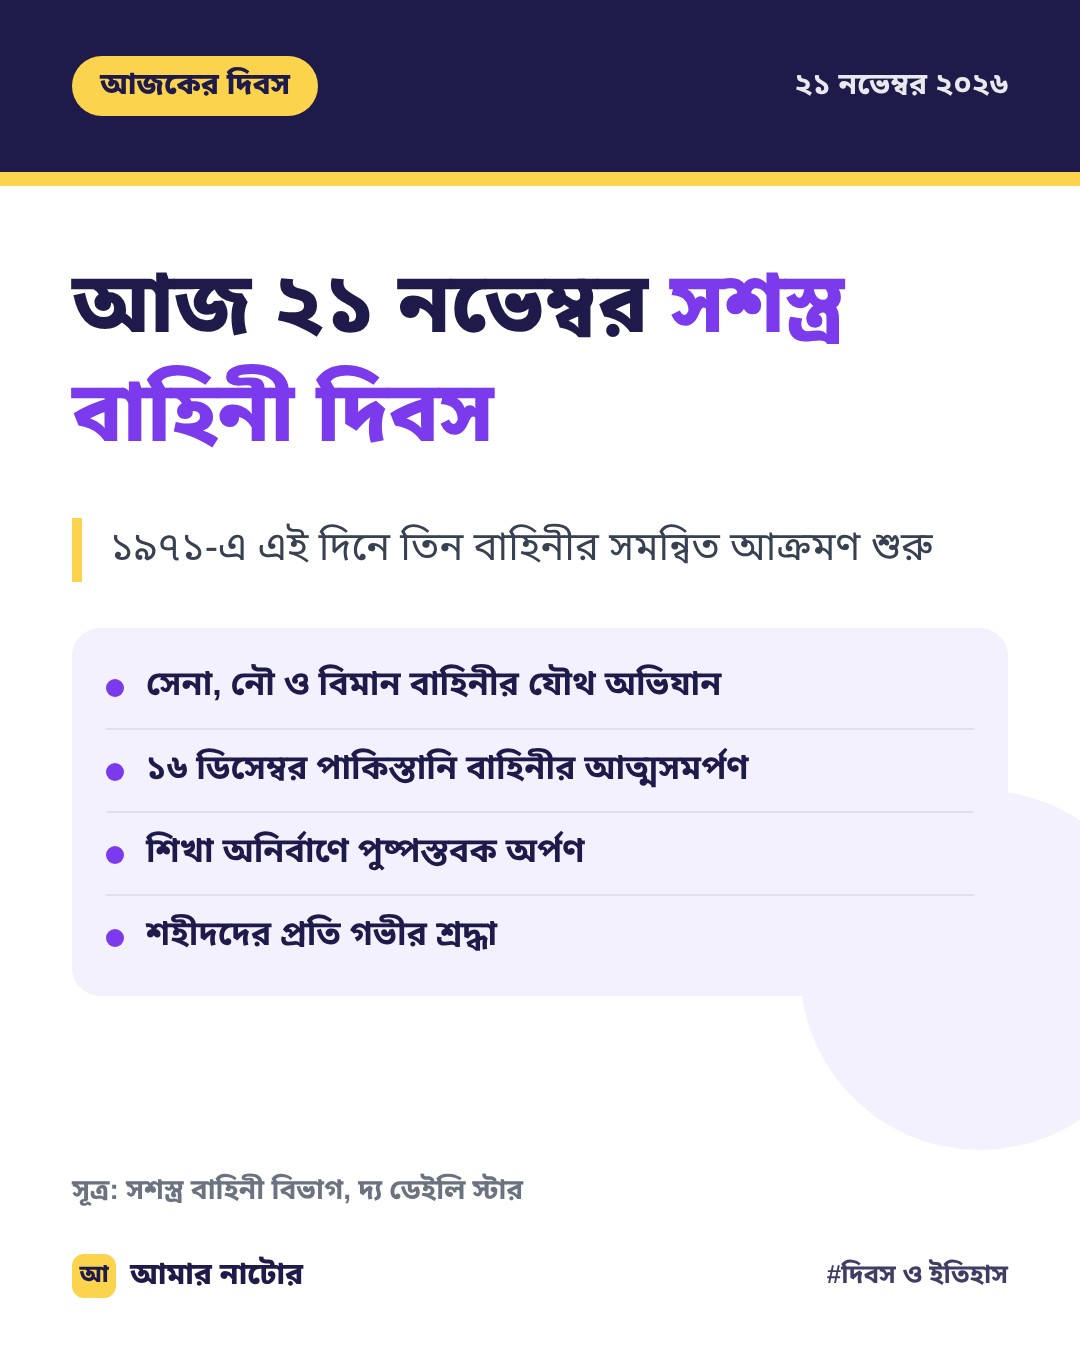 আজকের দিবস
২১ নভেম্বর ২০২৬
আজ ২১ নভেম্বর সশস্ত্র
বাহিনী দিবস
১৯৭১-এ এই দিনে তিন বাহিনীর সমন্বিত আক্রমণ শুরু
সেনা, নৌ ও বিমান বাহিনীর যৌথ অভিযান
১৬ ডিসেম্বর পাকিস্তানি বাহিনীর আত্মসমর্পণ
শিখা অনির্বাণে পুষ্পস্তবক অর্পণ
শহীদদের প্রতি গভীর শ্রদ্ধা
সূত্র: সশস্ত্র বাহিনী বিভাগ, দ্য ডেইলি স্টার
আ আমার নাটোর
#দিবস ও ইতিহাস